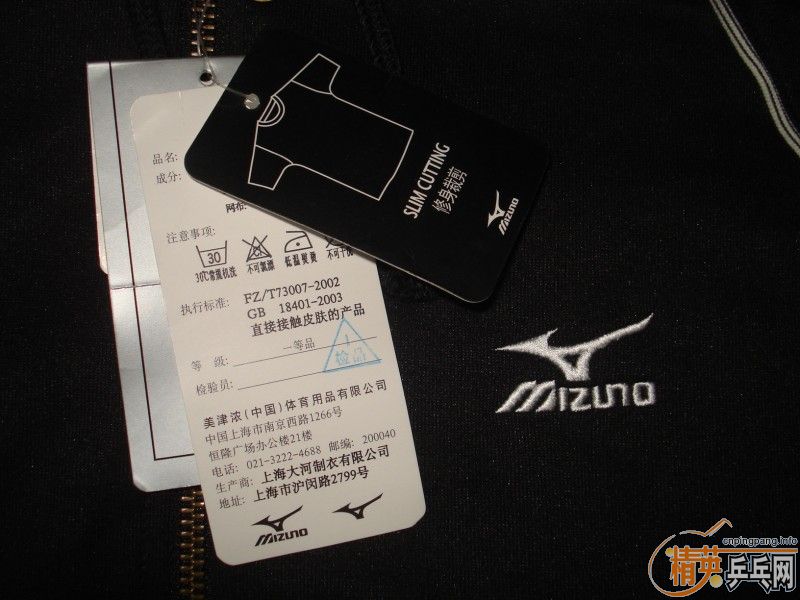 SLIM CUTTING
修身裁剪
MIZUNO
品名:
成分:
网布:
注意事项:
30
30℃常规机洗 不可氯漂 低温熨烫 不可干洗
执行标准: FZ/T73007-2002
GB 18401-2003
直接接触皮肤的产品
等 级: 一等品
检验员:
1
检品
美津浓(中国)体育用品有限公司
中国上海市南京西路1266号
恒隆广场办公楼21楼
电话: 021-3222-4688 邮编: 200040
生产商: 上海大河制衣有限公司
地址: 上海市沪闵路2799号
MIZUNO
MIZUNO
cnpingpang.info
精英乒乓网